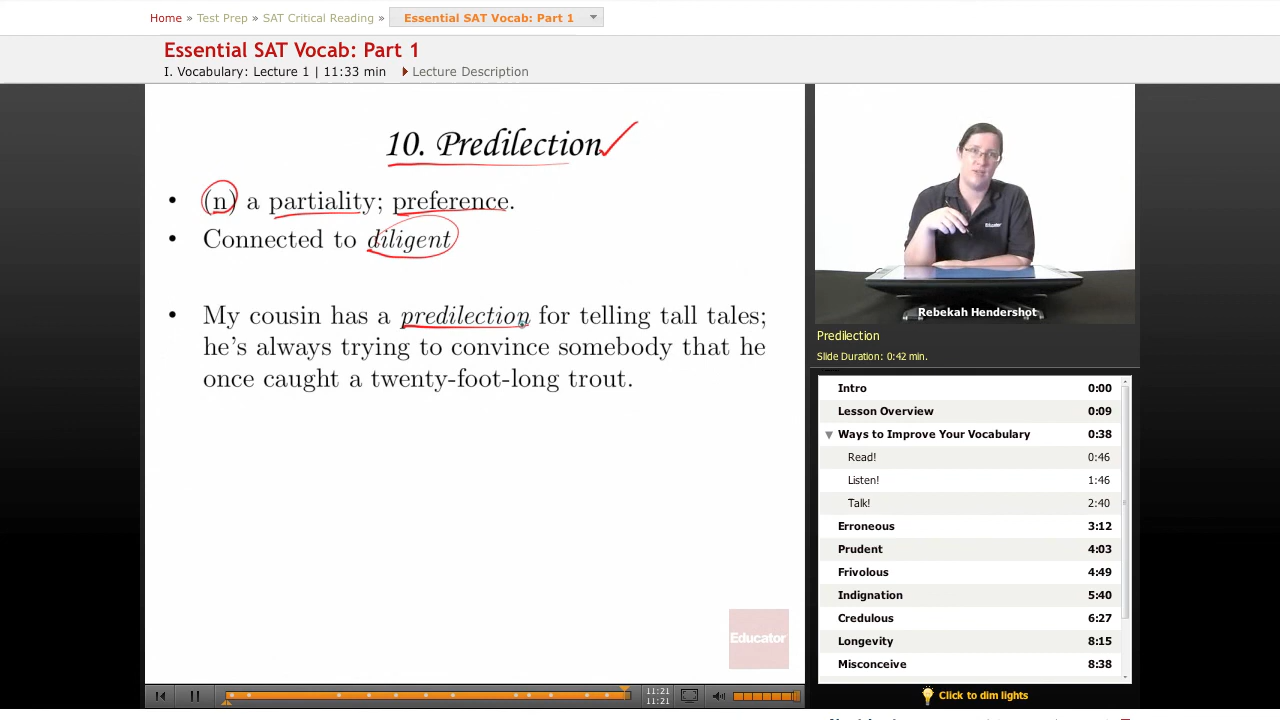 Home » Test Prep » SAT Critical Reading » Essential SAT Vocab: Part 1
Essential SAT Vocab: Part 1
I. Vocabulary: Lecture 1 | 11:33 min Lecture Description
10. Predilection
• (n) a partiality; preference.
• Connected to diligent
• My cousin has a predilection for telling tall tales;
he's always trying to convince somebody that he
once caught a twenty-foot-long trout.
Educator
11:21
11:21
Educator
Rebekah Hendershot
Predilection
Slide Duration: 0:42 min.
Intro 0:00
Lesson Overview 0:09
Ways to Improve Your Vocabulary 0:38
Read! 0:46
Listen! 1:46
Talk! 2:40
Erroneous 3:12
Prudent 4:03
Frivolous 4:49
Indignation 5:40
Credulous 6:27
Longevity 8:15
Misconceive 8:38
Click to dim lights